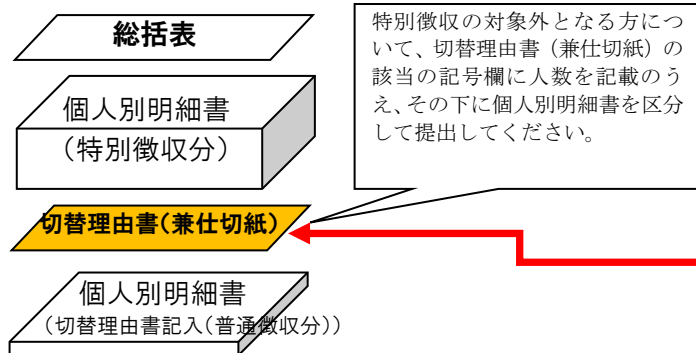 総括表
特別徴収の対象外となる方につ
いて、切替理由書（兼仕切紙）の
該当の記号欄に人数を記載のう
え、その下に個人別明細書を区分
して提出してください。
個人別明細書
（特別徴収分）
切替理由書（兼仕切紙）
個人別明細書
（切替理由書記入（普通徴収分））